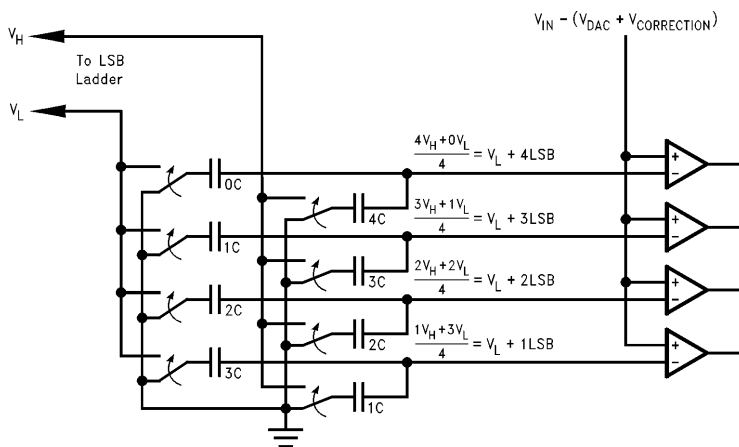 V_H
To LSB
Ladder
V_L
V_IN − (V_DAC + V_CORRECTION)
0C
4V_H+0V_L
4
= V_L + 4LSB
+
−
4C
1C
3V_H+1V_L
4
= V_L + 3LSB
+
−
3C
2C
2V_H+2V_L
4
= V_L + 2LSB
+
−
2C
3C
1V_H+3V_L
4
= V_L + 1LSB
+
−
1C